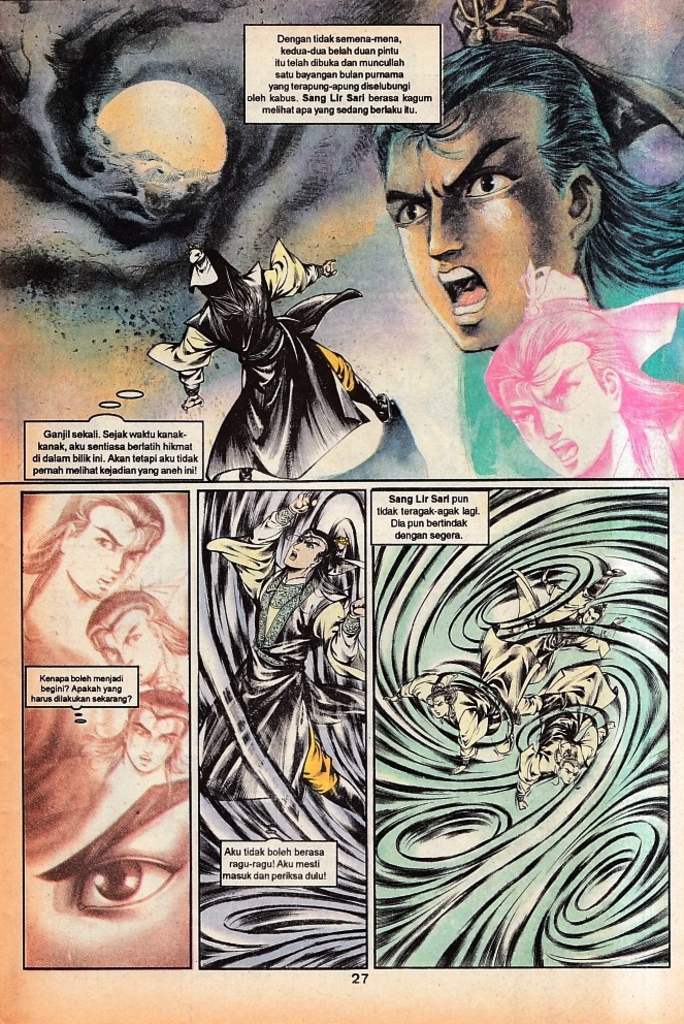 Dengan tidak semena-mena,
kedua-dua belah duan pintu
itu telah dibuka dan muncullah
satu bayangan bulan purnama
yang terapung-apung diselubungi
oleh kabus. Sang Lir Sari berasa kagum
melihat apa yang sedang berlaku itu.
Ganjil sekali. Sejak waktu kanak-
kanak, aku sentiasa berlatih hikmat
di dalam bilik ini. Akan tetapi aku tidak
pernah melihat kejadian yang aneh ini!
Kenapa boleh menjadi
begini? Apakah yang
harus dilakukan sekarang?
Aku tidak boleh berasa
ragu-ragu! Aku mesti
masuk dan periksa dulu!
Sang Lir Sari pun
tidak teragak-agak lagi.
Dia pun bertindak
dengan segera.
27